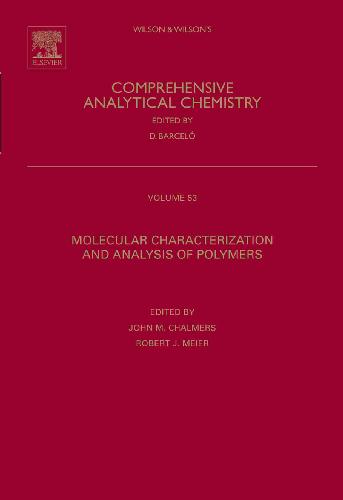 WILSON & WILSON'S
ELSEVIER
COMPREHENSIVE
ANALYTICAL CHEMISTRY
EDITED BY
D. BARCELÓ
VOLUME 53
MOLECULAR CHARACTERIZATION
AND ANALYSIS OF POLYMERS
EDITED BY
JOHN M. CHALMERS
ROBERT J. MEIER